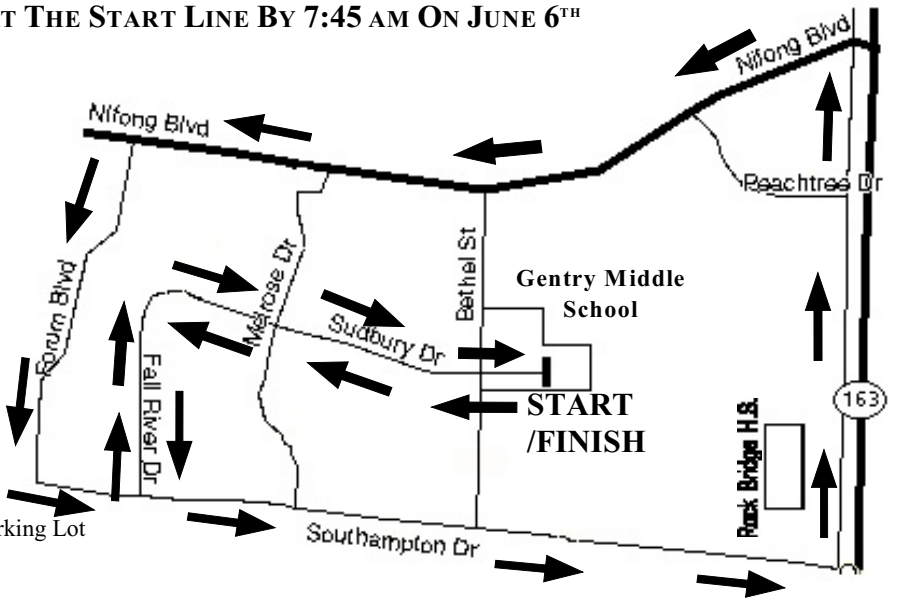 T THE START LINE BY 7:45 AM ON JUNE 6TH
Nifong Blvd
Nifong Blvd
Peachtree Dr
Forum Blvd
Melrose Dr
Bethel St
Gentry Middle
School
Sudbury Dr
Fall River Dr
START
/FINISH
Rock Bridge H.S.
163
rking Lot
Southampton Dr